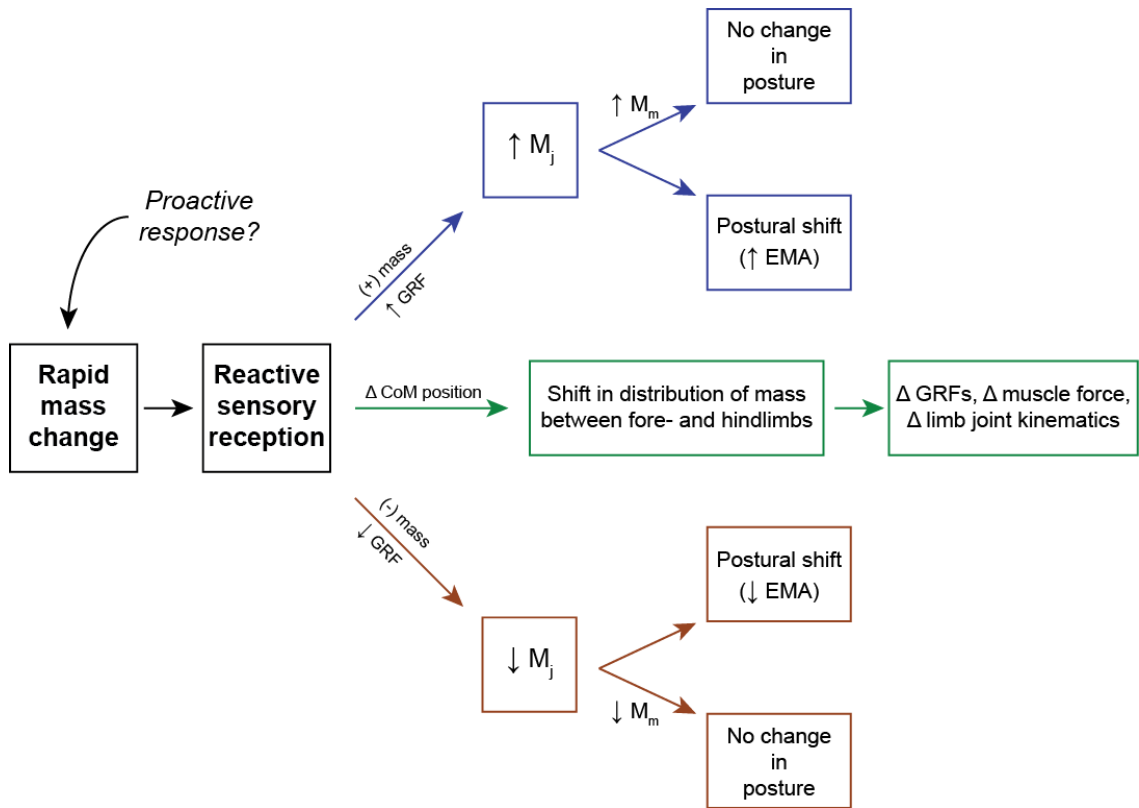 Proactive
response?
Rapid
mass
change
Reactive
sensory
reception
(+) mass
↑ GRF
↑ Mⱼ
↑ Mₘ
No change
in
posture
Postural shift
(↑ EMA)
Δ CoM position
Shift in distribution of mass
between fore- and hindlimbs
Δ GRFs, Δ muscle force,
Δ limb joint kinematics
(-) mass
↓ GRF
↓ Mⱼ
Postural shift
(↓ EMA)
↓ Mₘ
No change
in
posture